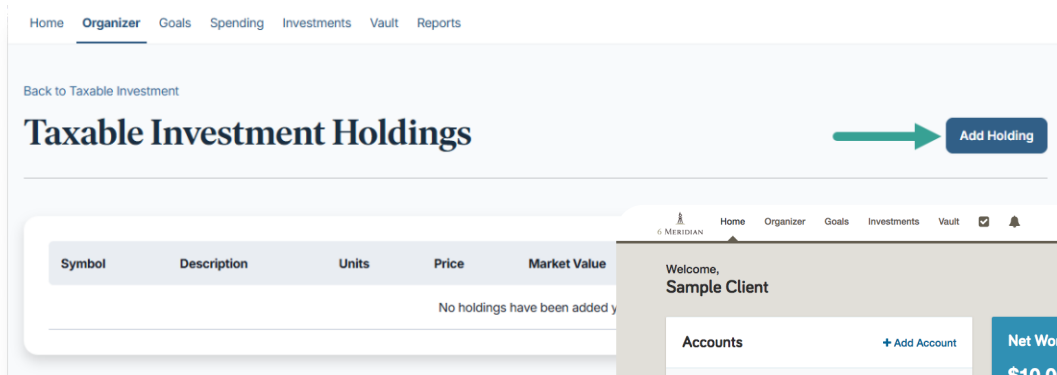 Home Organizer Goals Spending Investments Vault Reports
Back to Taxable Investment
Taxable Investment Holdings
Add Holding
Symbol Description Units Price Market Value
No holdings have been added
6 MERIDIAN
Home Organizer Goals Investments Vault
Welcome,
Sample Client
Accounts
+ Add Account
Net